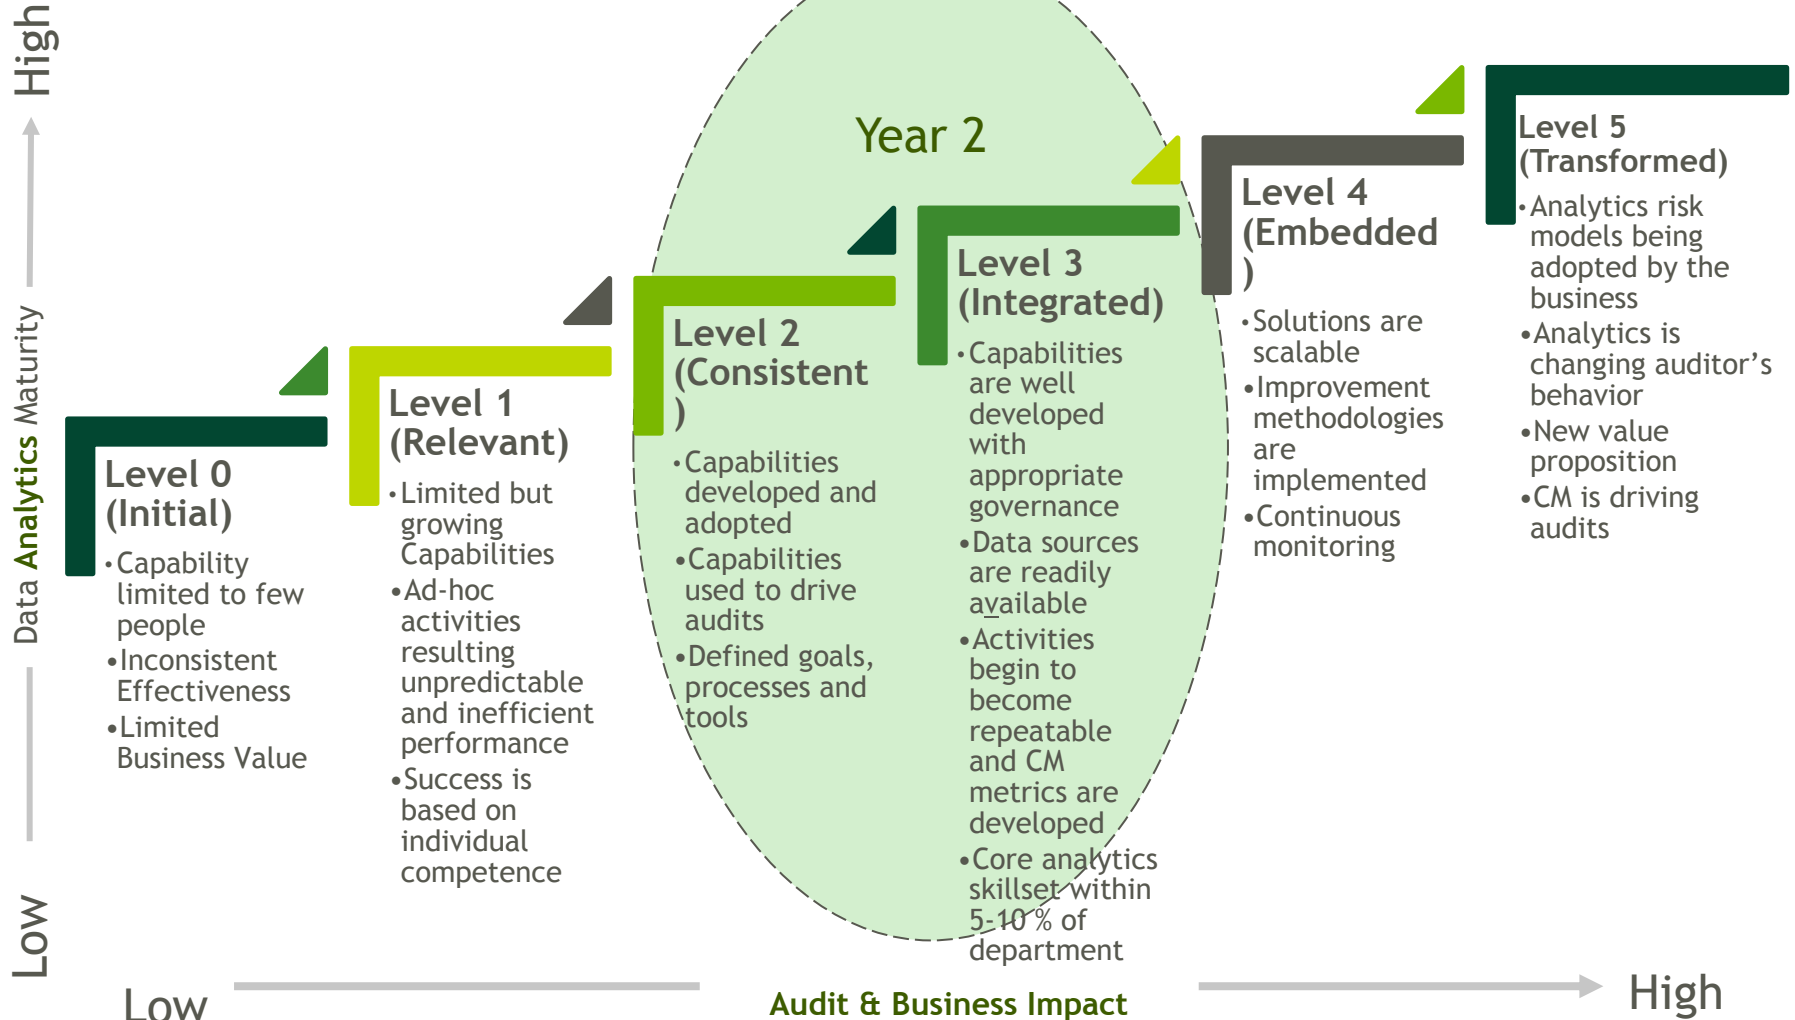 High
Data Analytics Maturity
Low
Year 2
Level 0
(Initial)
•Capability
limited to few
people
•Inconsistent
Effectiveness
•Limited
Business Value
Level 1
(Relevant)
•Limited but
growing
Capabilities
•Ad-hoc
activities
resulting
unpredictable
and inefficient
performance
•Success is
based on
individual
competence
Level 2
(Consistent
)
•Capabilities
developed and
adopted
•Capabilities
used to drive
audits
•Defined goals,
processes and
tools
Level 3
(Integrated)
•Capabilities
are well
developed
with
appropriate
governance
•Data sources
are readily
available
•Activities
begin to
become
repeatable
and CM
metrics are
developed
•Core analytics
skillset within
5-10 % of
department
Level 4
(Embedded
)
•Solutions are
scalable
•Improvement
methodologies
are
implemented
•Continuous
monitoring
Level 5
(Transformed)
•Analytics risk
models being
adopted by the
business
•Analytics is
changing auditor’s
behavior
•New value
proposition
•CM is driving
audits
Low
Audit & Business Impact
High